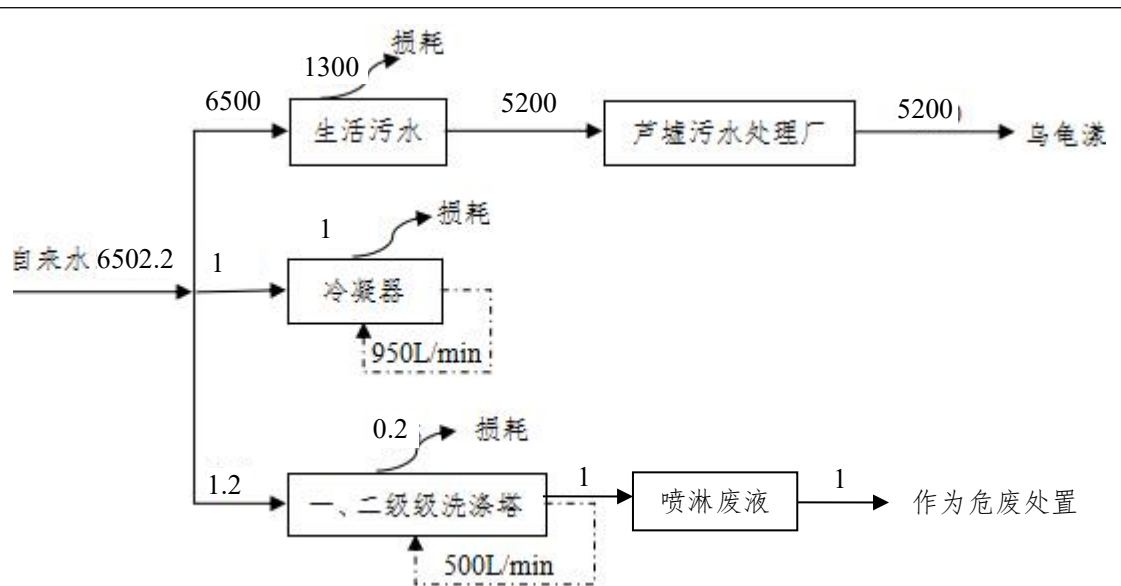 损耗
1300
6500
生活污水
5200
芦墟污水处理厂
5200
乌龟漾
损耗
1
自来水 6502.2
1
冷凝器
950L/min
0.2
损耗
1.2
一、二级级洗涤塔
1
喷淋废液
1
作为危废处置
500L/min